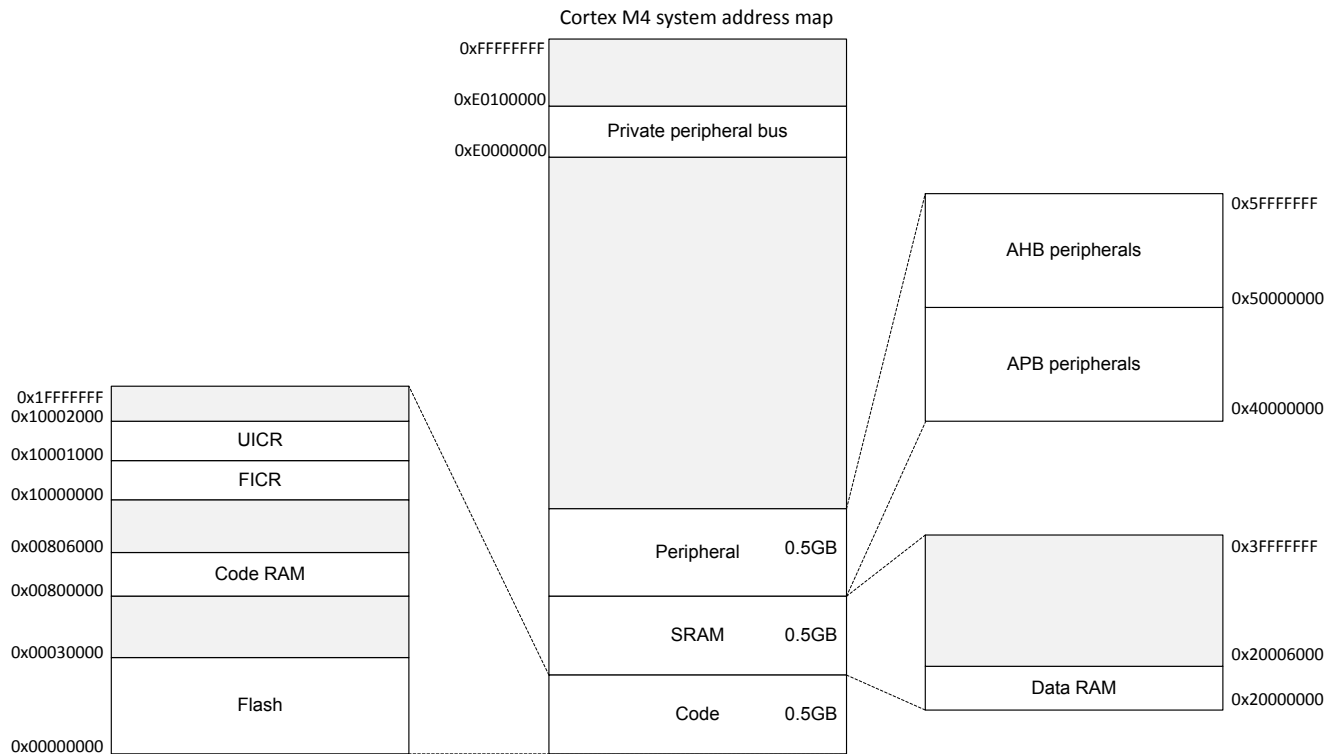 Cortex M4 system address map
0xFFFFFFFF
0xE0100000
Private peripheral bus
0xE0000000
0x5FFFFFFF
AHB peripherals
0x50000000
APB peripherals
0x40000000
0x1FFFFFFF
0x10002000
UICR
0x10001000
FICR
0x10000000
0x00806000
Code RAM
0x00800000
0x00030000
Flash
0x00000000
Peripheral 0.5GB
SRAM 0.5GB
Code 0.5GB
0x3FFFFFFF
0x20006000
Data RAM
0x20000000